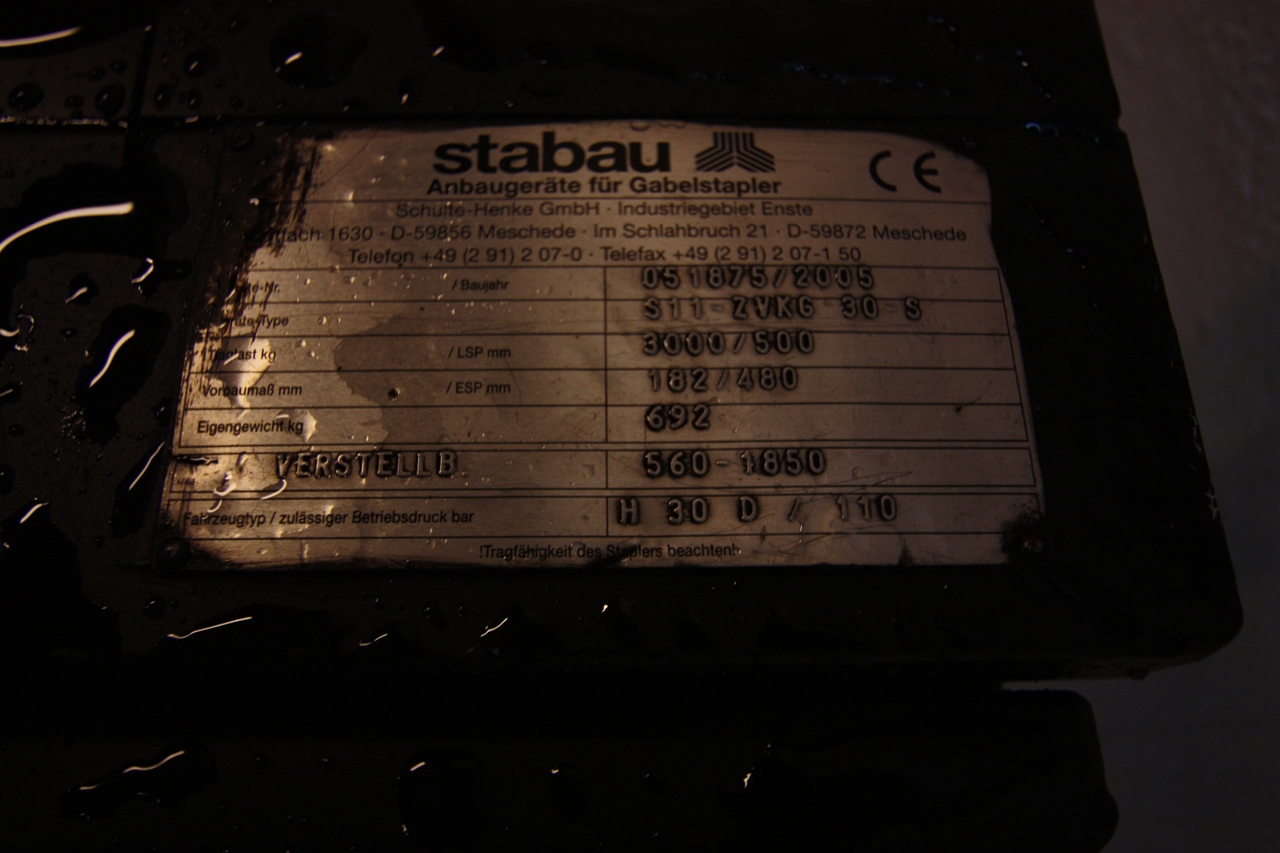 stabau
CE
Anbaugeräte für Gabelstapler
Schulte-Henke GmbH · Industriegebiet Enste
1630 · D-59856 Meschede · Im Schlahbruch 21 · D-59872 Meschede
Telefon +49 (2 91) 2 07-0 · Telefax +49 (2 91) 2 07-1 50
/ Baujahr 051875/2005
S11-ZVKG 30-S
Traglast kg / LSP mm 3000/500
Vorbaumaß mm / ESP mm 182/480
Eigengewicht kg 692
VERSTELLB 560-1850
Fahrzeugtyp / zulässiger Betriebsdruck bar H 30 D / 110
!Tragfähigkeit des Staplers beachten!